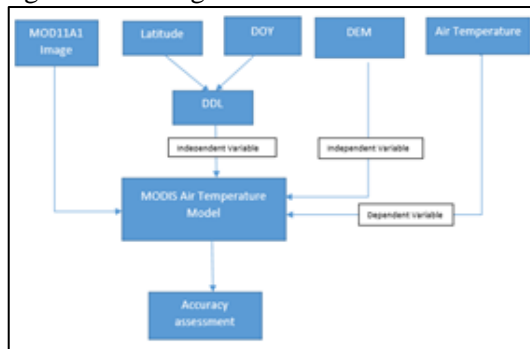 MOD11A1
Image
Latitude
DOY
DEM
Air Temperature
DDL
Independent Variable
Independent Variable
MODIS Air Temperature
Model
Dependent Variable
Accuracy
assessment